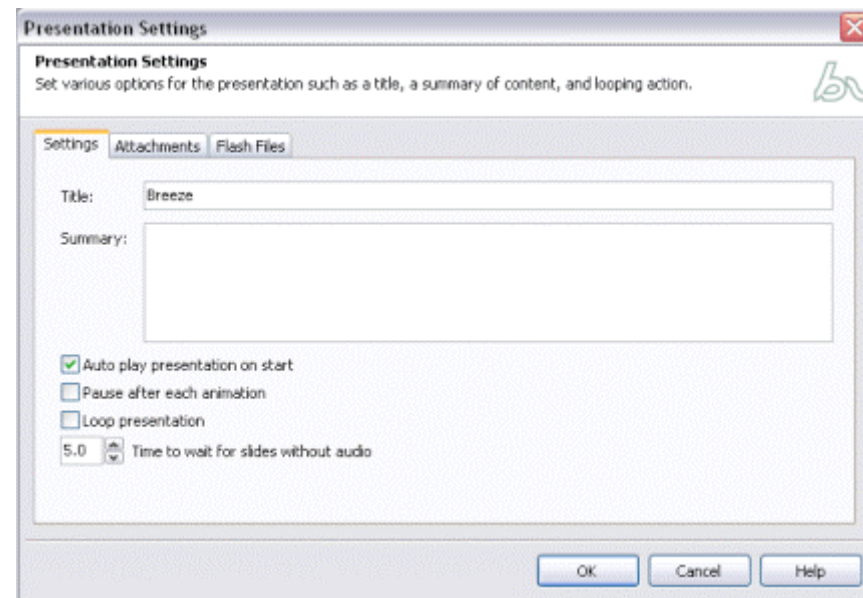 Presentation Settings
Presentation Settings
Set various options for the presentation such as a title, a summary of content, and looping action.
Settings Attachments Flash Files
Title: Breeze
Summary:
Auto play presentation on start
Pause after each animation
Loop presentation
5.0 Time to wait for slides without audio
OK Cancel Help